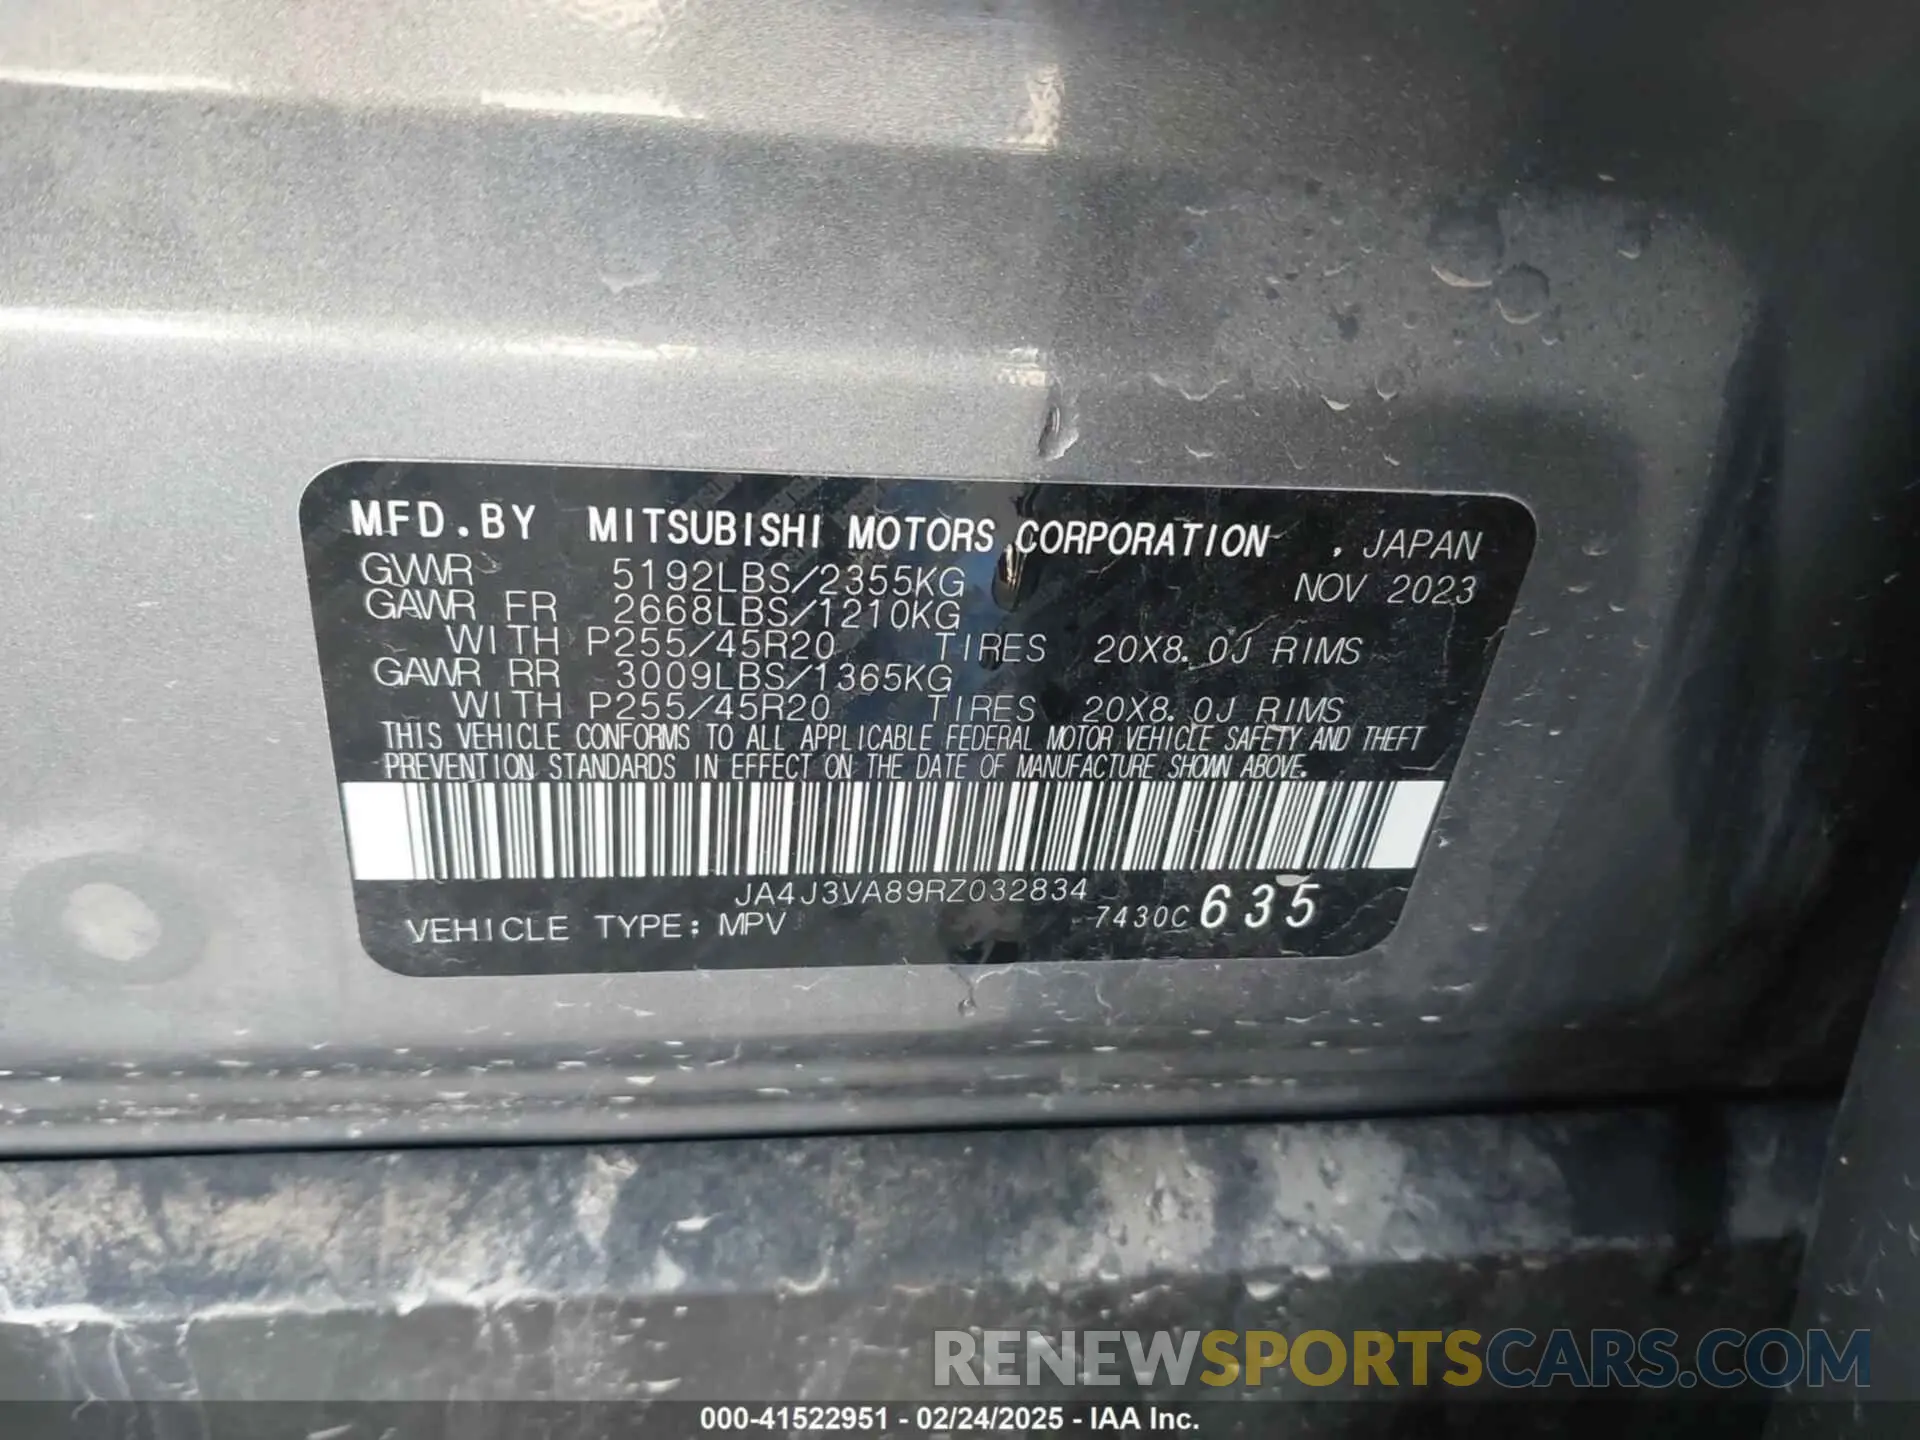 MFD.BY MITSUBISHI MOTORS CORPORATION , JAPAN
GVWR 5192LBS/2355KG NOV 2023
GAWR FR 2668LBS/1210KG
WITH P255/45R20 TIRES 20X8.0J RIMS
GAWR RR 3009LBS/1365KG
WITH P255/45R20 TIRES 20X8.0J RIMS
THIS VEHICLE CONFORMS TO ALL APPLICABLE FEDERAL MOTOR VEHICLE SAFETY AND THEFT
PREVENTION STANDARDS IN EFFECT ON THE DATE OF MANUFACTURE SHOWN ABOVE.
JA4J3VA89RZ032834
VEHICLE TYPE: MPV 7430C 635
RENEWSPORTSCARS.COM
000-41522951 - 02/24/2025 - IAA Inc.